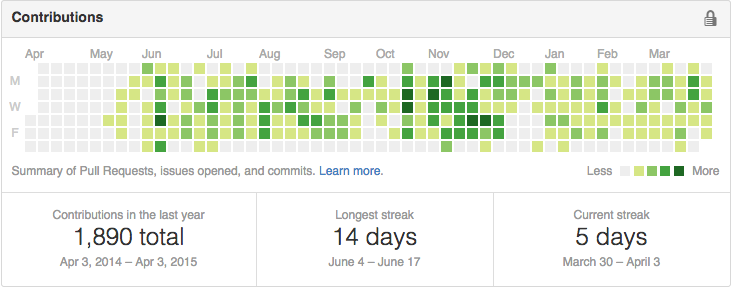 Contributions
Apr May Jun Jul Aug Sep Oct Nov Dec Jan Feb Mar
M
W
F
Summary of Pull Requests, issues opened, and commits. Learn more.
Less More
Contributions in the last year
1,890 total
Apr 3, 2014 – Apr 3, 2015
Longest streak
14 days
June 4 – June 17
Current streak
5 days
March 30 – April 3